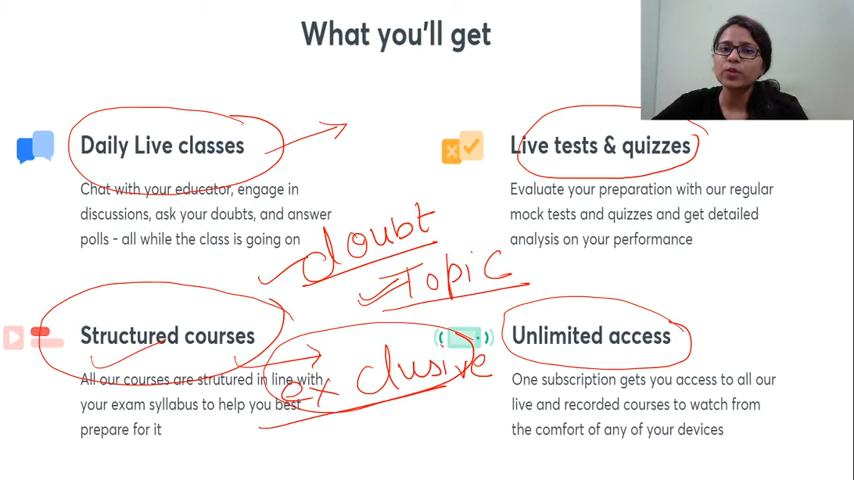 What you'll get
Daily Live classes
Chat with your educator, engage in
discussions, ask your doubts, and answer
polls - all while the class is going on
Live tests & quizzes
Evaluate your preparation with our regular
mock tests and quizzes and get detailed
analysis on your performance
doubt
Topic
Structured courses
All our courses are strutured in line with
your exam syllabus to help you best
prepare for it
exclusive
Unlimited access
One subscription gets you access to all our
live and recorded courses to watch from
the comfort of any of your devices